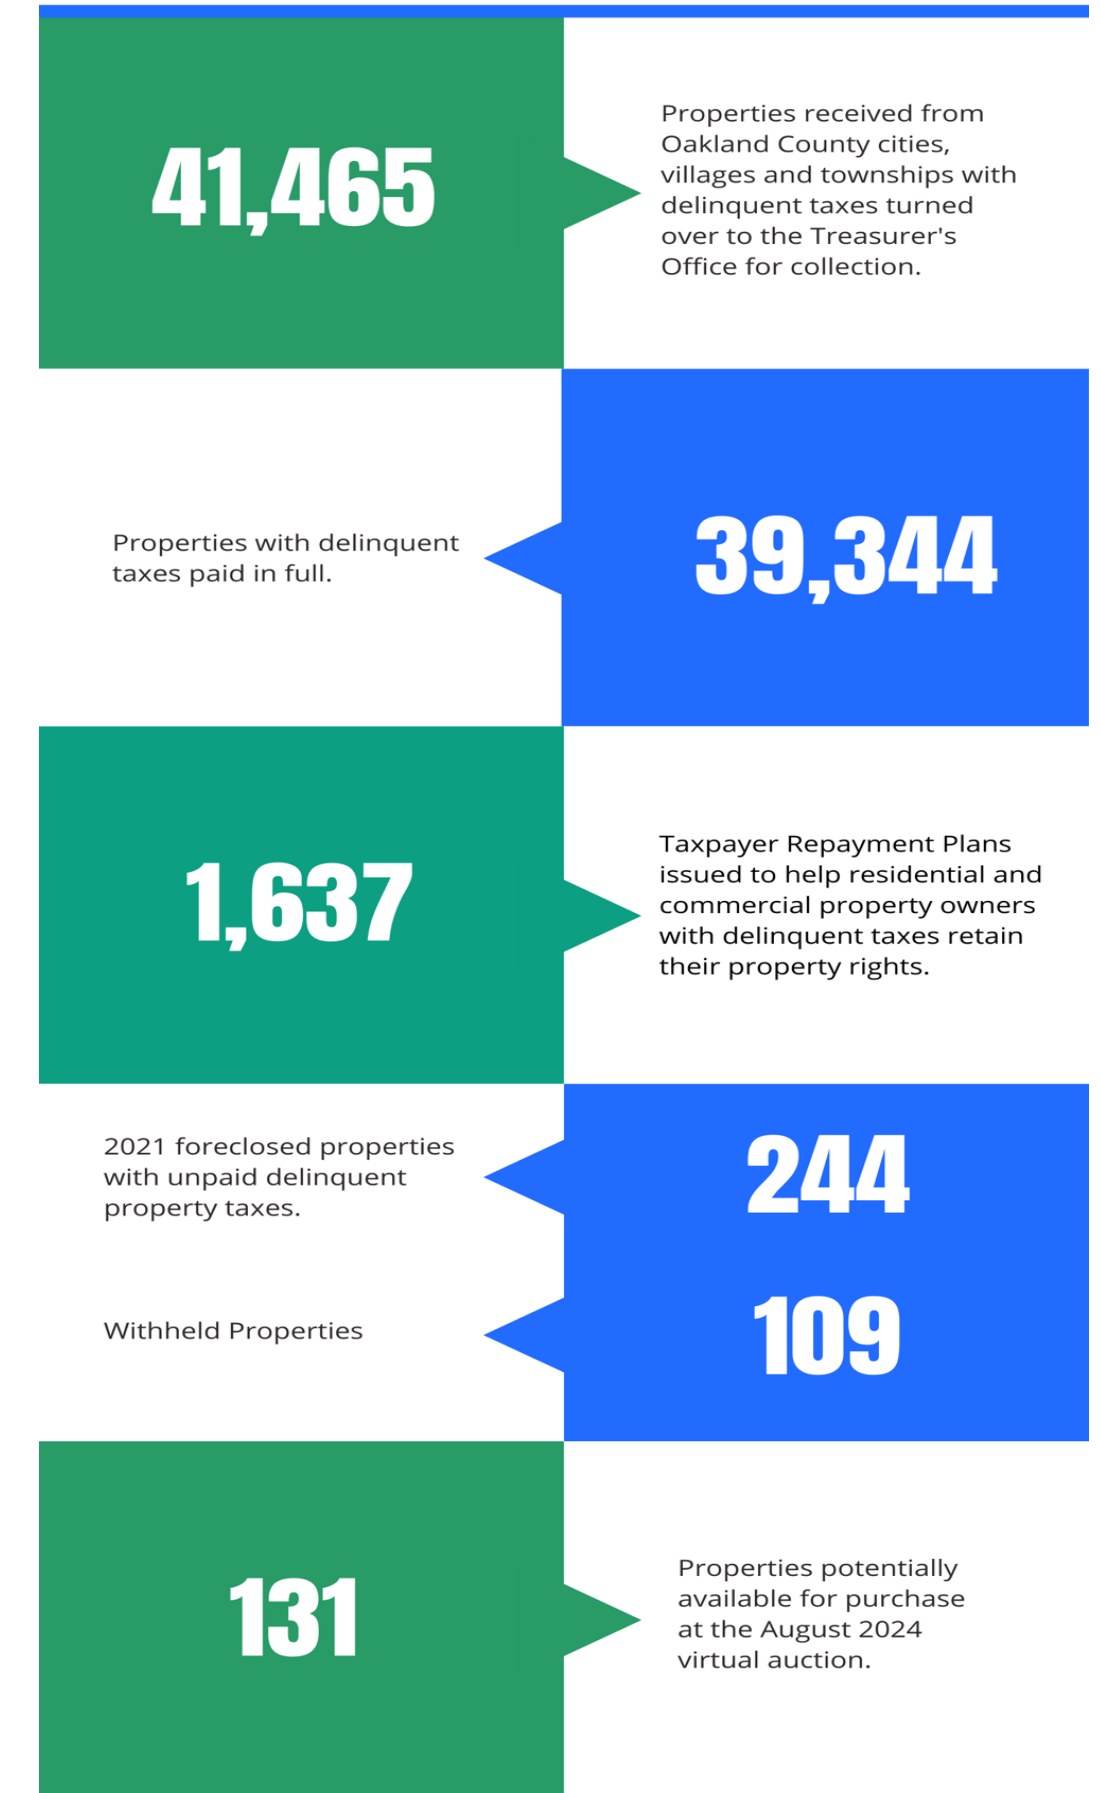 41,465
Properties received from
Oakland County cities,
villages and townships with
delinquent taxes turned
over to the Treasurer's
Office for collection.
Properties with delinquent
taxes paid in full.
39,344
1,637
Taxpayer Repayment Plans
issued to help residential and
commercial property owners
with delinquent taxes retain
their property rights.
2021 foreclosed properties
with unpaid delinquent
property taxes.
244
Withheld Properties
109
131
Properties potentially
available for purchase
at the August 2024
virtual auction.